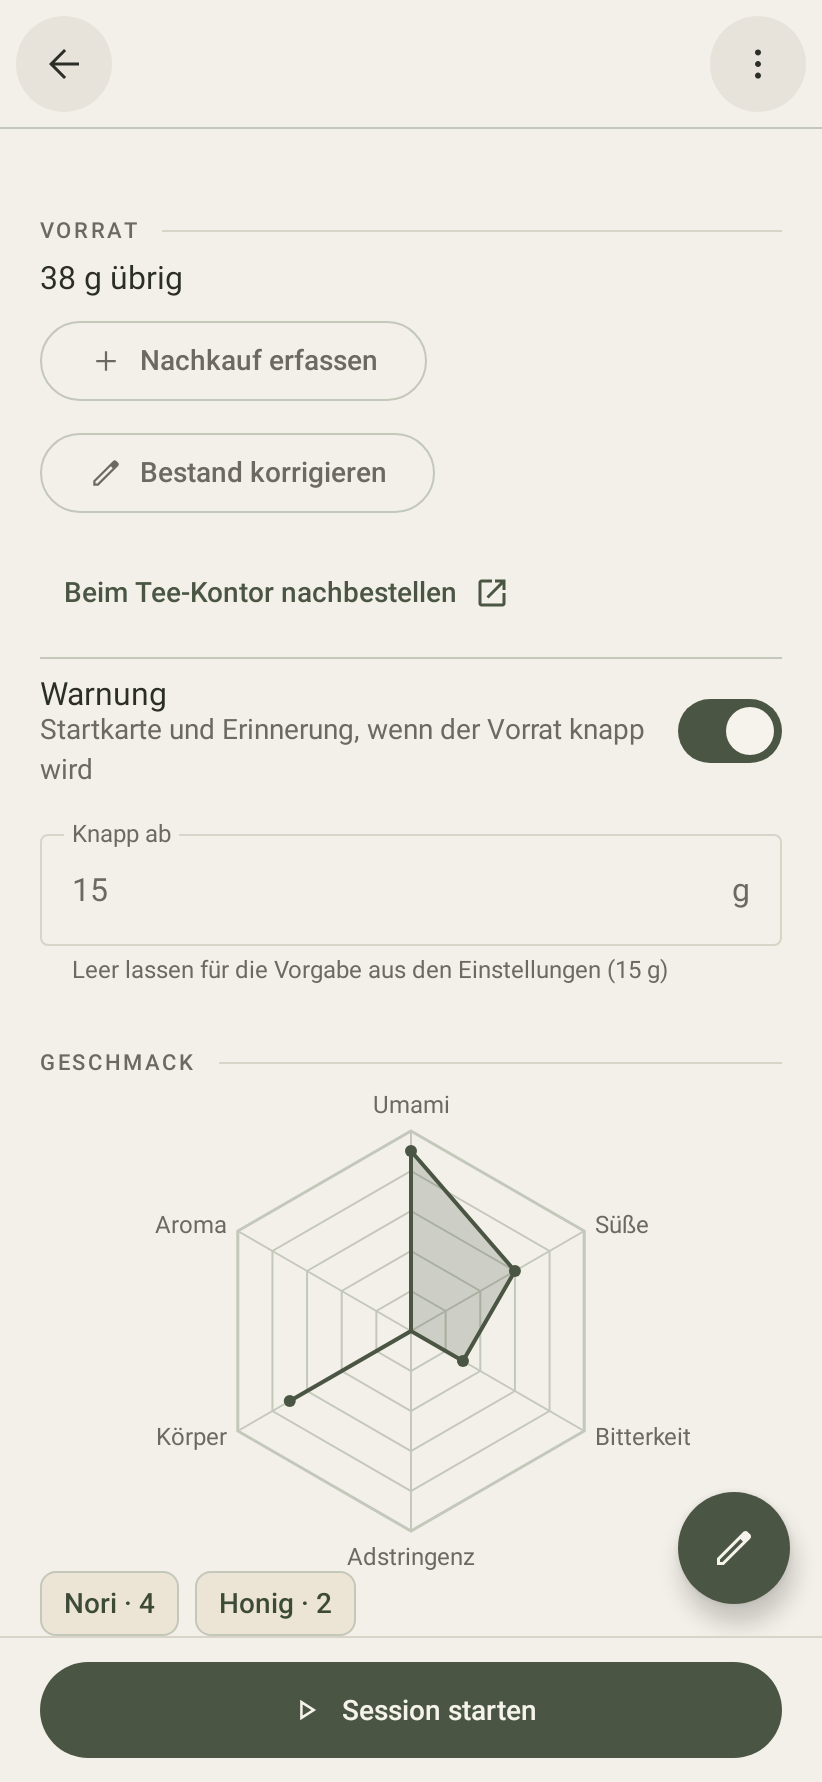 VORRAT
38 g übrig
Nachkauf erfassen
Bestand korrigieren
Beim Tee-Kontor nachbestellen
Warnung
Startkarte und Erinnerung, wenn der Vorrat knapp
wird
Knapp ab
15 g
Leer lassen für die Vorgabe aus den Einstellungen (15 g)
GESCHMACK
Umami
Aroma
Süße
Körper
Bitterkeit
Adstringenz
Nori · 4
Honig · 2
Session starten